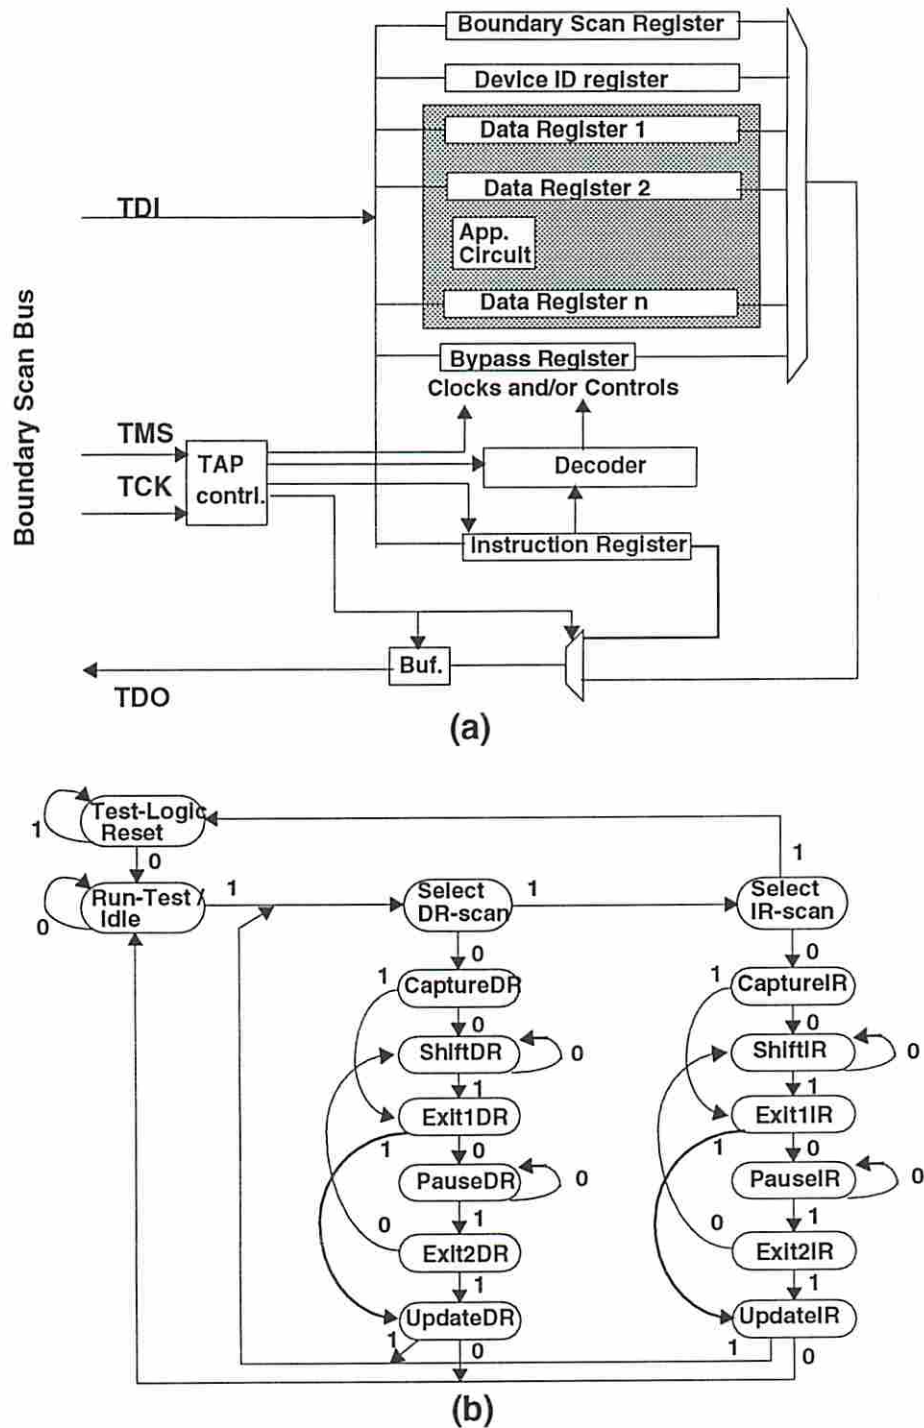 Boundary Scan Register
Device ID register
Data Register 1
Data Register 2
TDI
App.
Circuit
Data Register n
Bypass Register
Clocks and/or Controls
Boundary Scan Bus
TMS
TAP
contrl.
Decoder
TCK
Instruction Register
Buf.
TDO
(a)
Test-Logic
Reset
1
0
1
Run-Test /
Idle
0
1
Select
DR-scan
1
Select
IR-scan
0
0
1
CaptureDR
1
CaptureIR
0
0
ShiftDR
0
ShiftIR
0
1
1
Exit1DR
Exit1IR
1
0
1
0
PauseDR
0
PauseIR
0
0
1
0
1
Exit2DR
Exit2IR
1
1
UpdateDR
UpdateIR
1
0
1
0
(b)